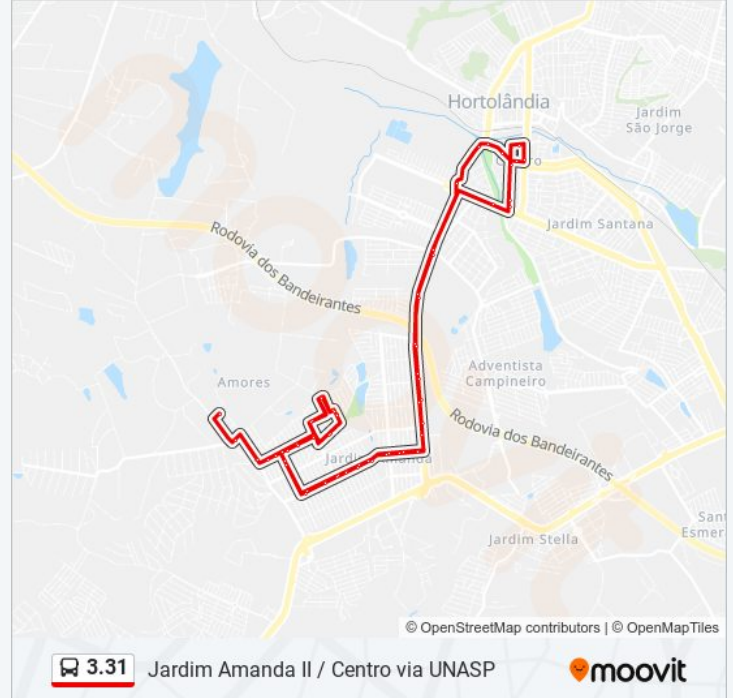 Hortolândia
Jardim
São Jorge
Jardim Santana
Rodovia dos Bandeirantes
Adventista
Campineiro
Amores
Rodovia dos Bandeirantes
Jardim
Jardim Stella
© OpenStreetMap contributors | © OpenMapTiles
3.31 Jardim Amanda II / Centro via UNASP moovit